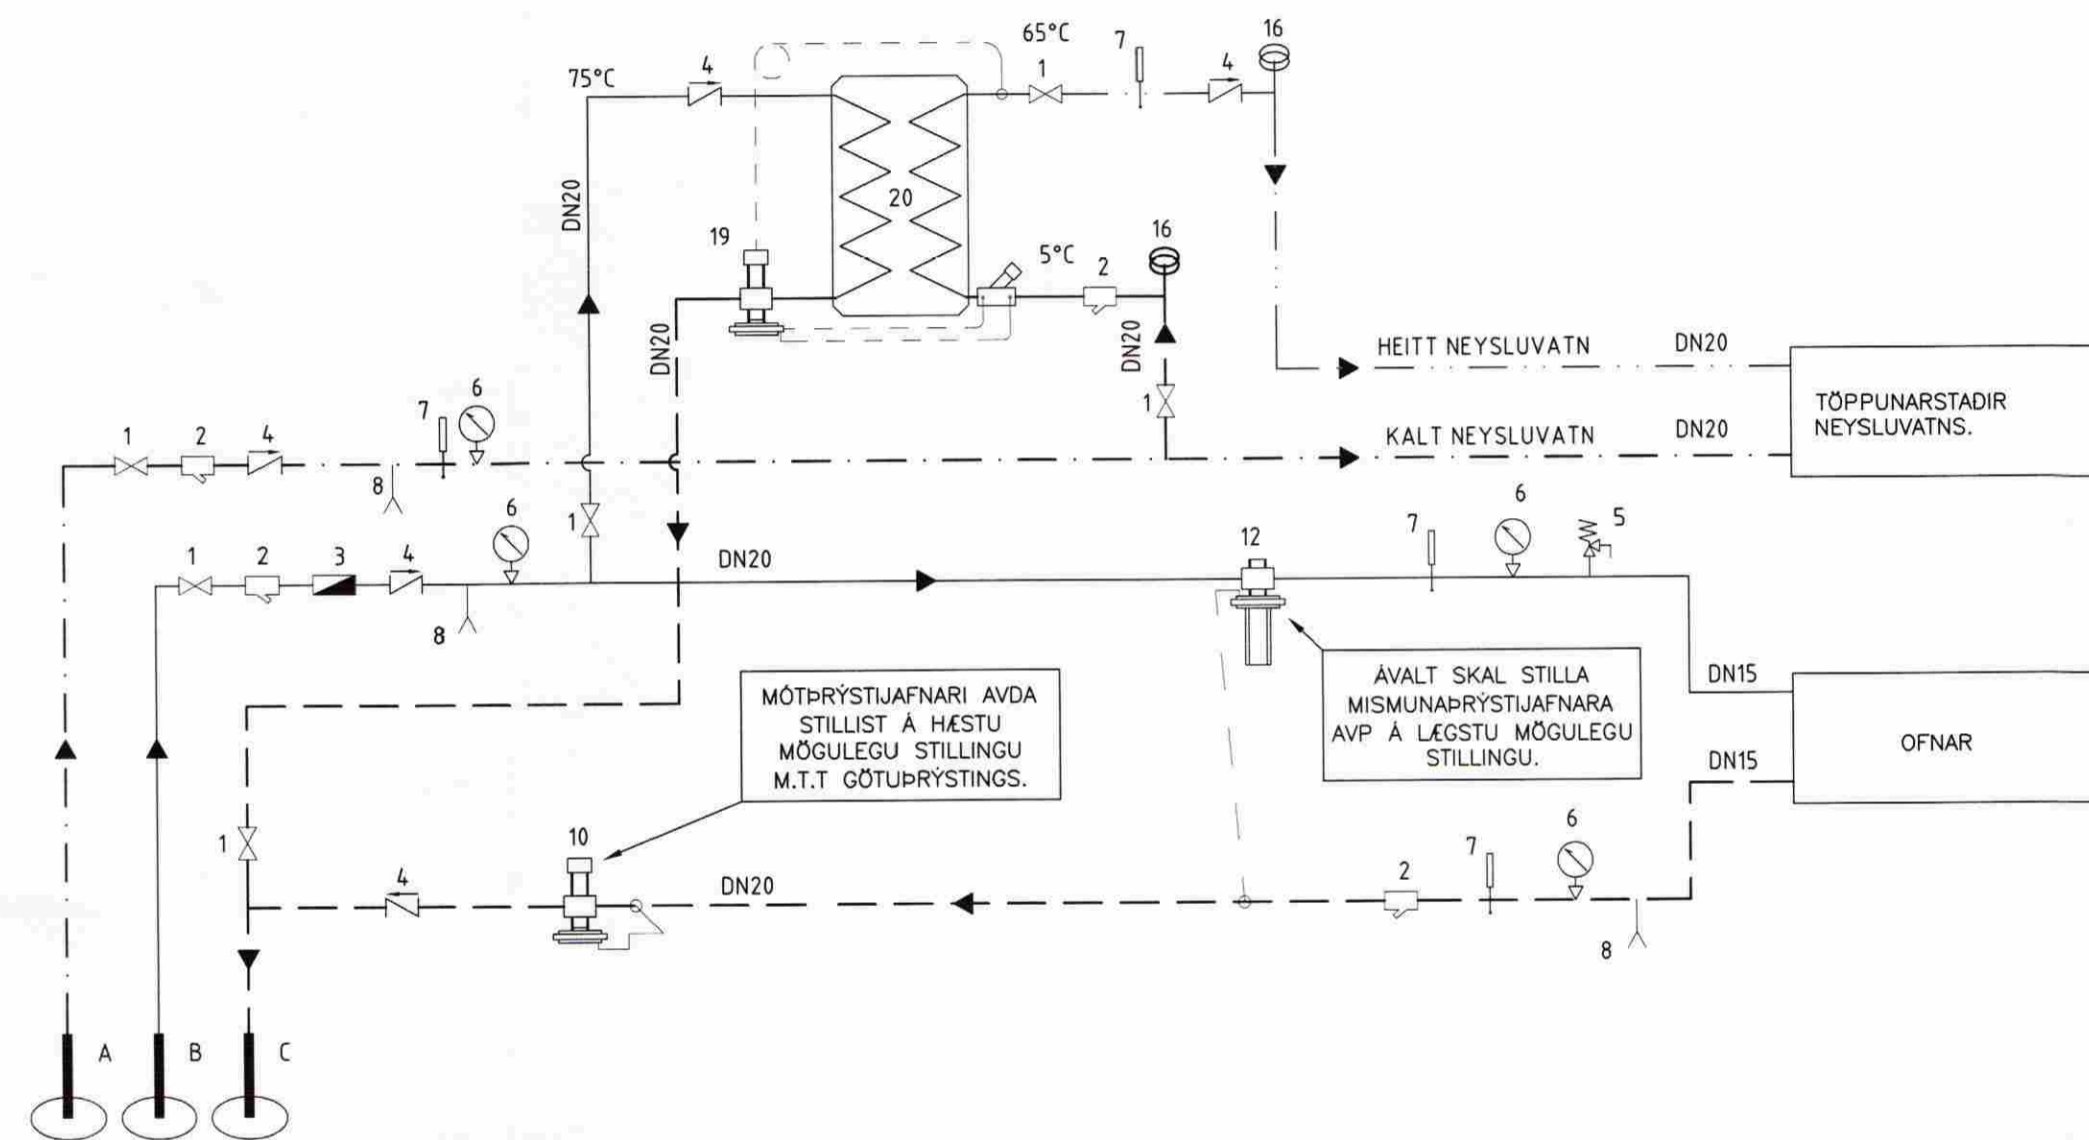 16
65°C
7
4
1
4
75°C
DN20
20
16
19
5°C
2
DN20
DN20
HEITT NEYSLUVATN DN20
1
TÖPPUNARSTAÐIR
NEYSLUVATNS.
KALT NEYSLUVATN DN20
6
7
1 2 4
8
6
1
6
5
7
12
DN20
1 2 3 4
8
MÓTÞRÝSTIJAFNARI AVDA
STILLIST Á HÆSTU
MÖGULEGU STILLINGU
M.T.T GÖTUÞRÝSTINGS.
ÁVALT SKAL STILLA
MISMUNAÞRÝSTIJAFNARA
AVP Á LÆGSTU MÖGULEGU
STILLINGU.
DN15
OFNAR
DN15
1
10
4
DN20
2
7
6
8
A B C